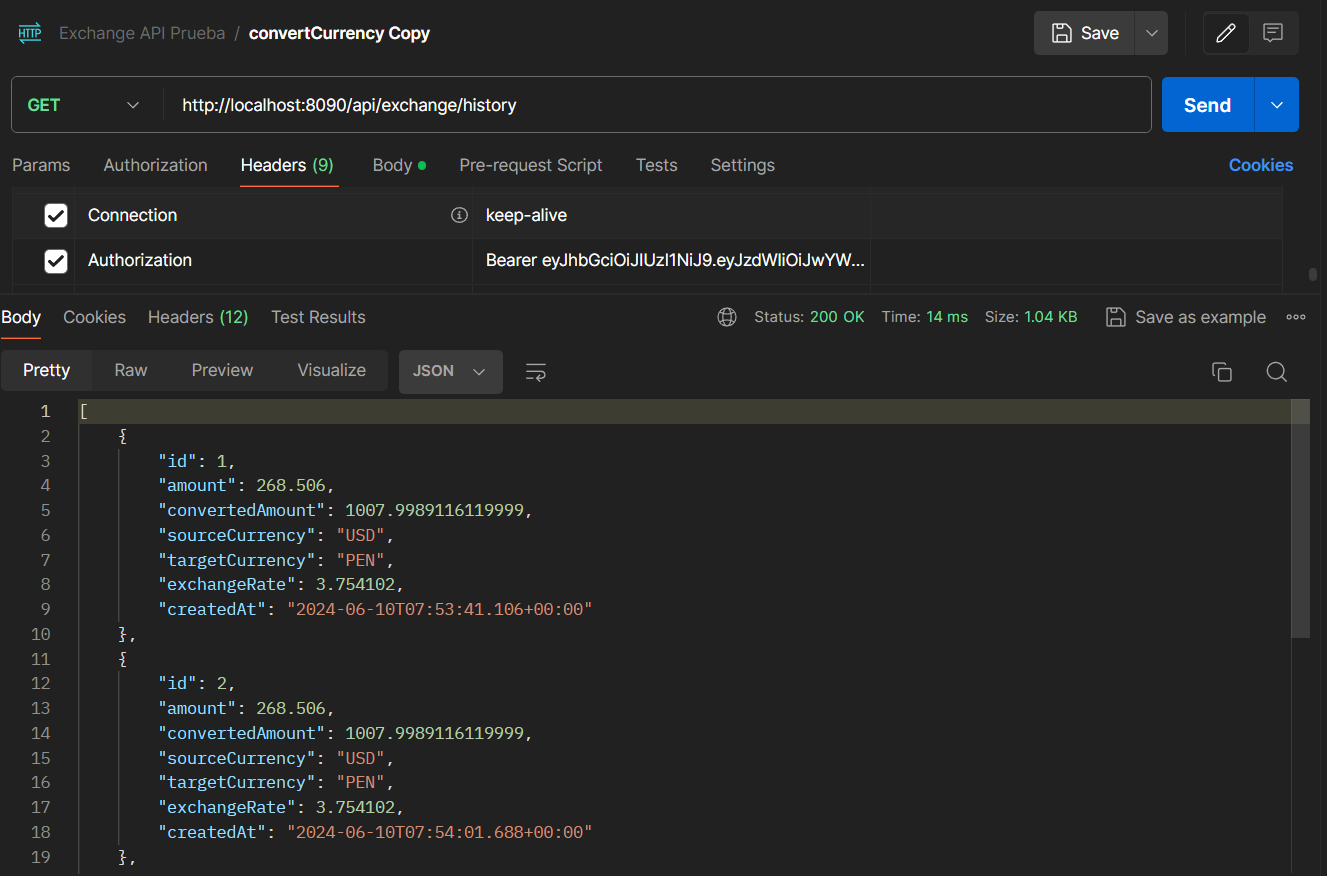 HTTP Exchange API Prueba / convertCurrency Copy Save
GET http://localhost:8090/api/exchange/history Send
Params Authorization Headers (9) Body Pre-request Script Tests Settings Cookies
Connection keep-alive
Authorization Bearer eyJhbGciOiJIUzI1NiJ9.eyJzdWIiOiJwYW...
Body Cookies Headers (12) Test Results Status: 200 OK Time: 14 ms Size: 1.04 KB Save as example
Pretty Raw Preview Visualize JSON
1 [
2 {
3 "id": 1,
4 "amount": 268.506,
5 "convertedAmount": 1007.9989116119999,
6 "sourceCurrency": "USD",
7 "targetCurrency": "PEN",
8 "exchangeRate": 3.754102,
9 "createdAt": "2024-06-10T07:53:41.106+00:00"
10 },
11 {
12 "id": 2,
13 "amount": 268.506,
14 "convertedAmount": 1007.9989116119999,
15 "sourceCurrency": "USD",
16 "targetCurrency": "PEN",
17 "exchangeRate": 3.754102,
18 "createdAt": "2024-06-10T07:54:01.688+00:00"
19 },